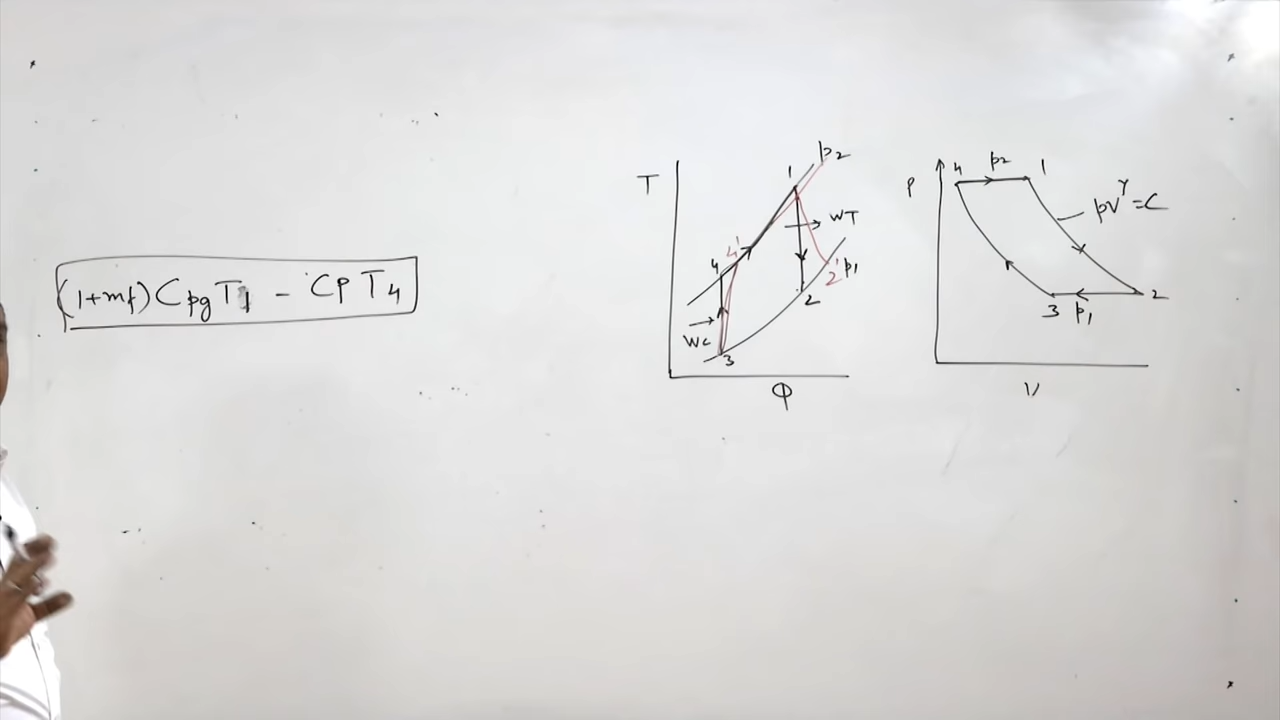 (1+mf) Cpg T1 - CP T4
T
1
p2
4
4'
WT
2'
p1
2
WC
3
Φ
P
4
p2
1
pV^γ=C
3
p1
2
V